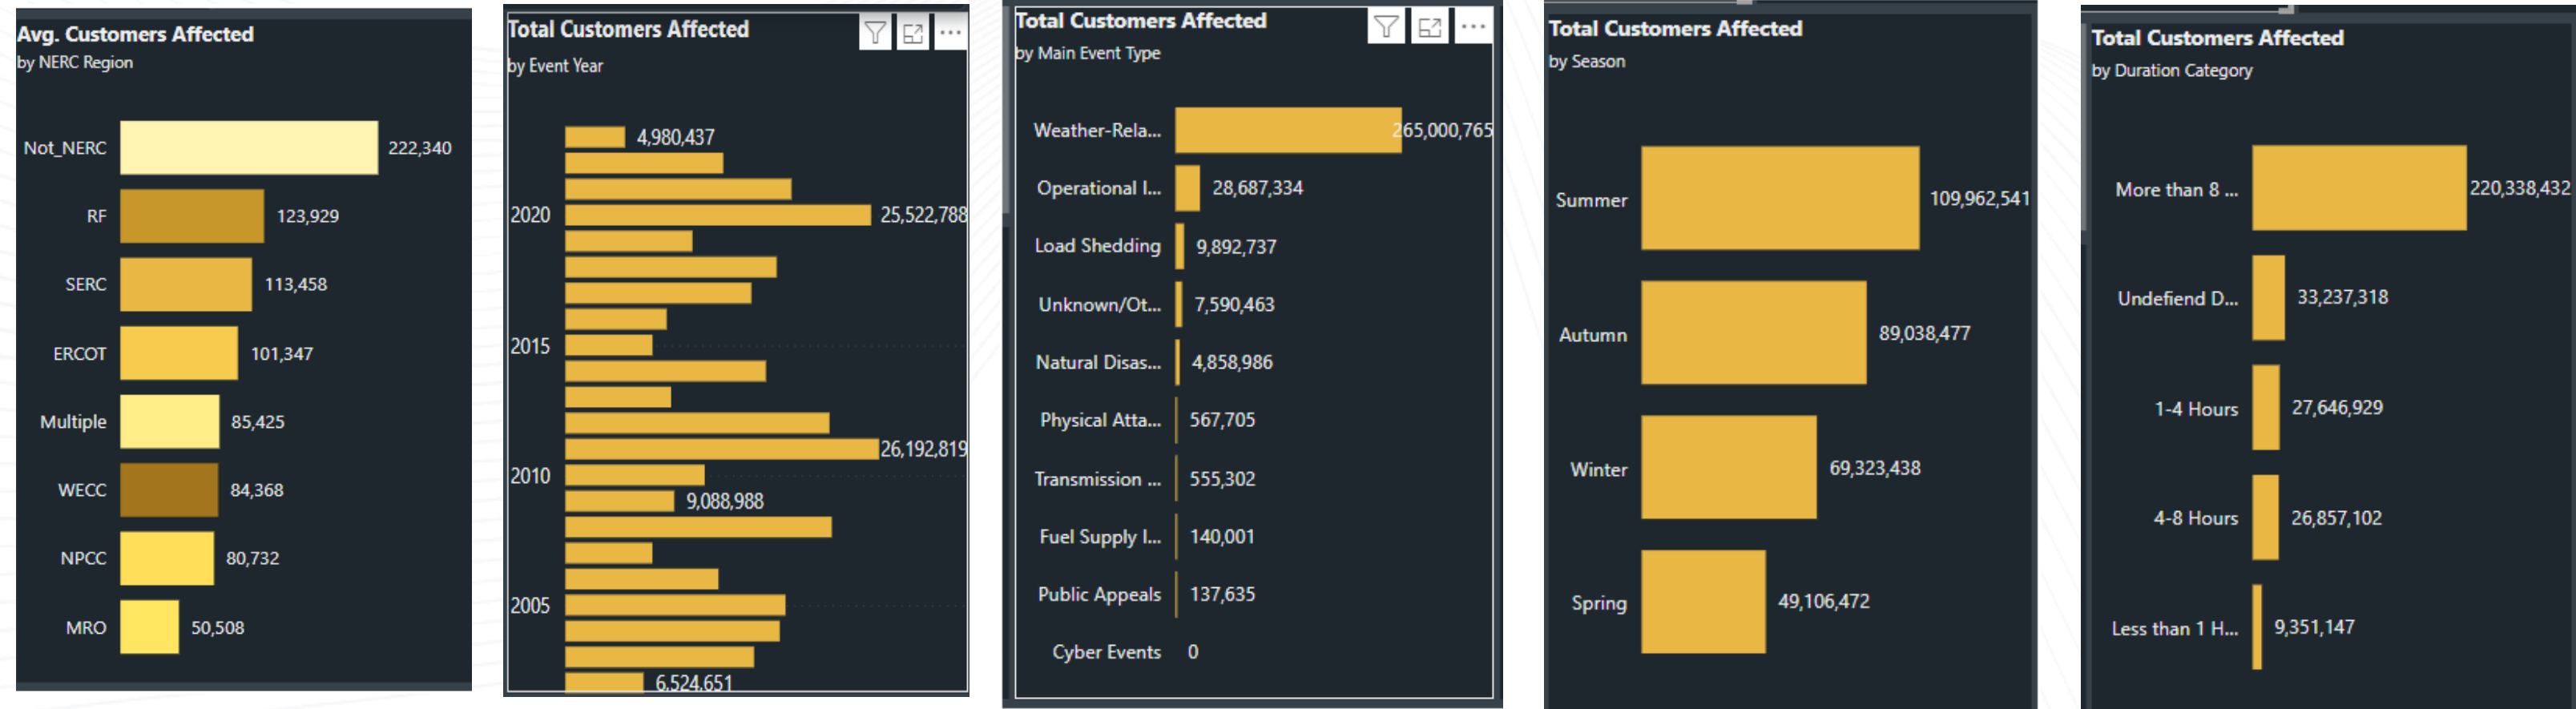 Avg. Customers Affected
by NERC Region
Not_NERC 222,340
RF 123,929
SERC 113,458
ERCOT 101,347
Multiple 85,425
WECC 84,368
NPCC 80,732
MRO 50,508
Total Customers Affected
by Event Year
4,980,437
2020 25,522,788
2015
26,192,819
2010
9,088,988
2005
6,524,651
Total Customers Affected
by Main Event Type
Weather-Rela... 265,000,765
Operational I... 28,687,334
Load Shedding 9,892,737
Unknown/Ot... 7,590,463
Natural Disas... 4,858,986
Physical Atta... 567,705
Transmission ... 555,302
Fuel Supply I... 140,001
Public Appeals 137,635
Cyber Events 0
Total Customers Affected
by Season
Summer 109,962,541
Autumn 89,038,477
Winter 69,323,438
Spring 49,106,472
Total Customers Affected
by Duration Category
More than 8 ... 220,338,432
Undefiend D... 33,237,318
1-4 Hours 27,646,929
4-8 Hours 26,857,102
Less than 1 H... 9,351,147